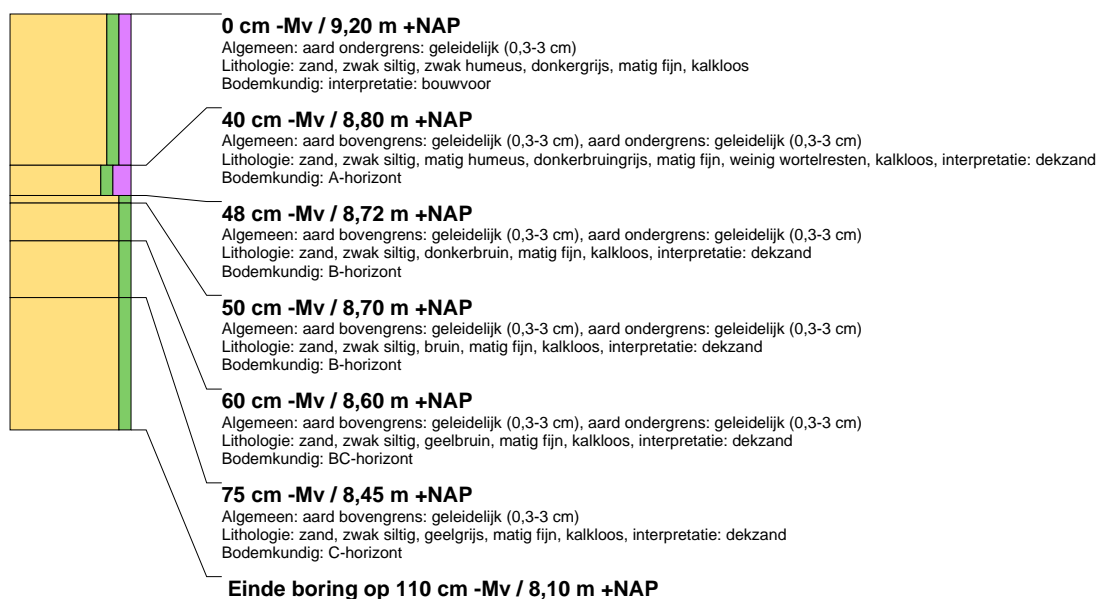 0 cm -Mv / 9,20 m +NAP
Algemeen: aard ondergrens: geleidelijk (0,3-3 cm)
Lithologie: zand, zwak siltig, zwak humeus, donkergrijs, matig fijn, kalkloos
Bodemkundig: interpretatie: bouwvoor
40 cm -Mv / 8,80 m +NAP
Algemeen: aard bovengrens: geleidelijk (0,3-3 cm), aard ondergrens: geleidelijk (0,3-3 cm)
Lithologie: zand, zwak siltig, matig humeus, donkerbruingrijs, matig fijn, weinig wortelresten, kalkloos, interpretatie: dekzand
Bodemkundig: A-horizont
48 cm -Mv / 8,72 m +NAP
Algemeen: aard bovengrens: geleidelijk (0,3-3 cm), aard ondergrens: geleidelijk (0,3-3 cm)
Lithologie: zand, zwak siltig, donkerbruin, matig fijn, kalkloos, interpretatie: dekzand
Bodemkundig: B-horizont
50 cm -Mv / 8,70 m +NAP
Algemeen: aard bovengrens: geleidelijk (0,3-3 cm), aard ondergrens: geleidelijk (0,3-3 cm)
Lithologie: zand, zwak siltig, bruin, matig fijn, kalkloos, interpretatie: dekzand
Bodemkundig: B-horizont
60 cm -Mv / 8,60 m +NAP
Algemeen: aard bovengrens: geleidelijk (0,3-3 cm), aard ondergrens: geleidelijk (0,3-3 cm)
Lithologie: zand, zwak siltig, geelbruin, matig fijn, kalkloos, interpretatie: dekzand
Bodemkundig: BC-horizont
75 cm -Mv / 8,45 m +NAP
Algemeen: aard bovengrens: geleidelijk (0,3-3 cm)
Lithologie: zand, zwak siltig, geelgrijs, matig fijn, kalkloos, interpretatie: dekzand
Bodemkundig: C-horizont
Einde boring op 110 cm -Mv / 8,10 m +NAP